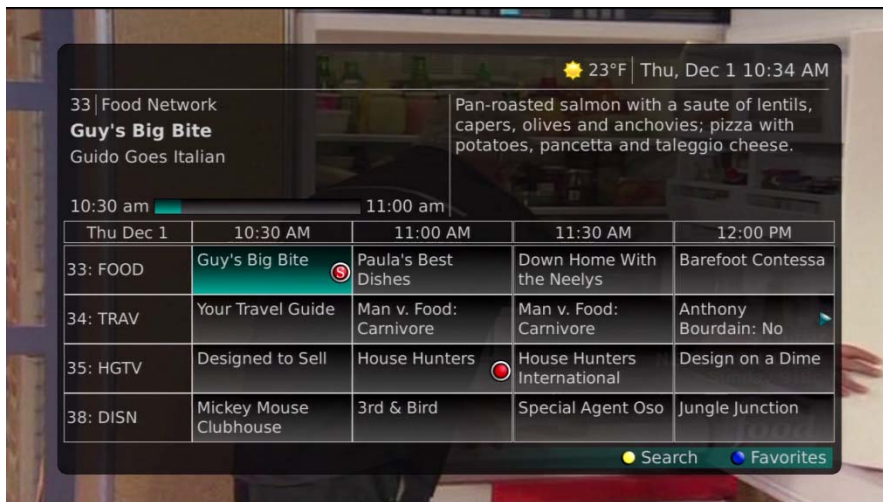 23°F Thu, Dec 1 10:34 AM
33 Food Network
Guy's Big Bite
Guido Goes Italian
Pan-roasted salmon with a saute of lentils,
capers, olives and anchovies; pizza with
potatoes, pancetta and taleggio cheese.
10:30 am 11:00 am
Thu Dec 1 10:30 AM 11:00 AM 11:30 AM 12:00 PM
33: FOOD
Guy's Big Bite
S
Paula's Best
Dishes
Down Home With
the Neelys
Barefoot Contessa
34: TRAV
Your Travel Guide
Man v. Food:
Carnivore
Man v. Food:
Carnivore
Anthony
Bourdain: No
35: HGTV
Designed to Sell
House Hunters
House Hunters
International
Design on a Dime
38: DISN
Mickey Mouse
Clubhouse
3rd & Bird
Special Agent Oso
Jungle Junction
food
Search Favorites